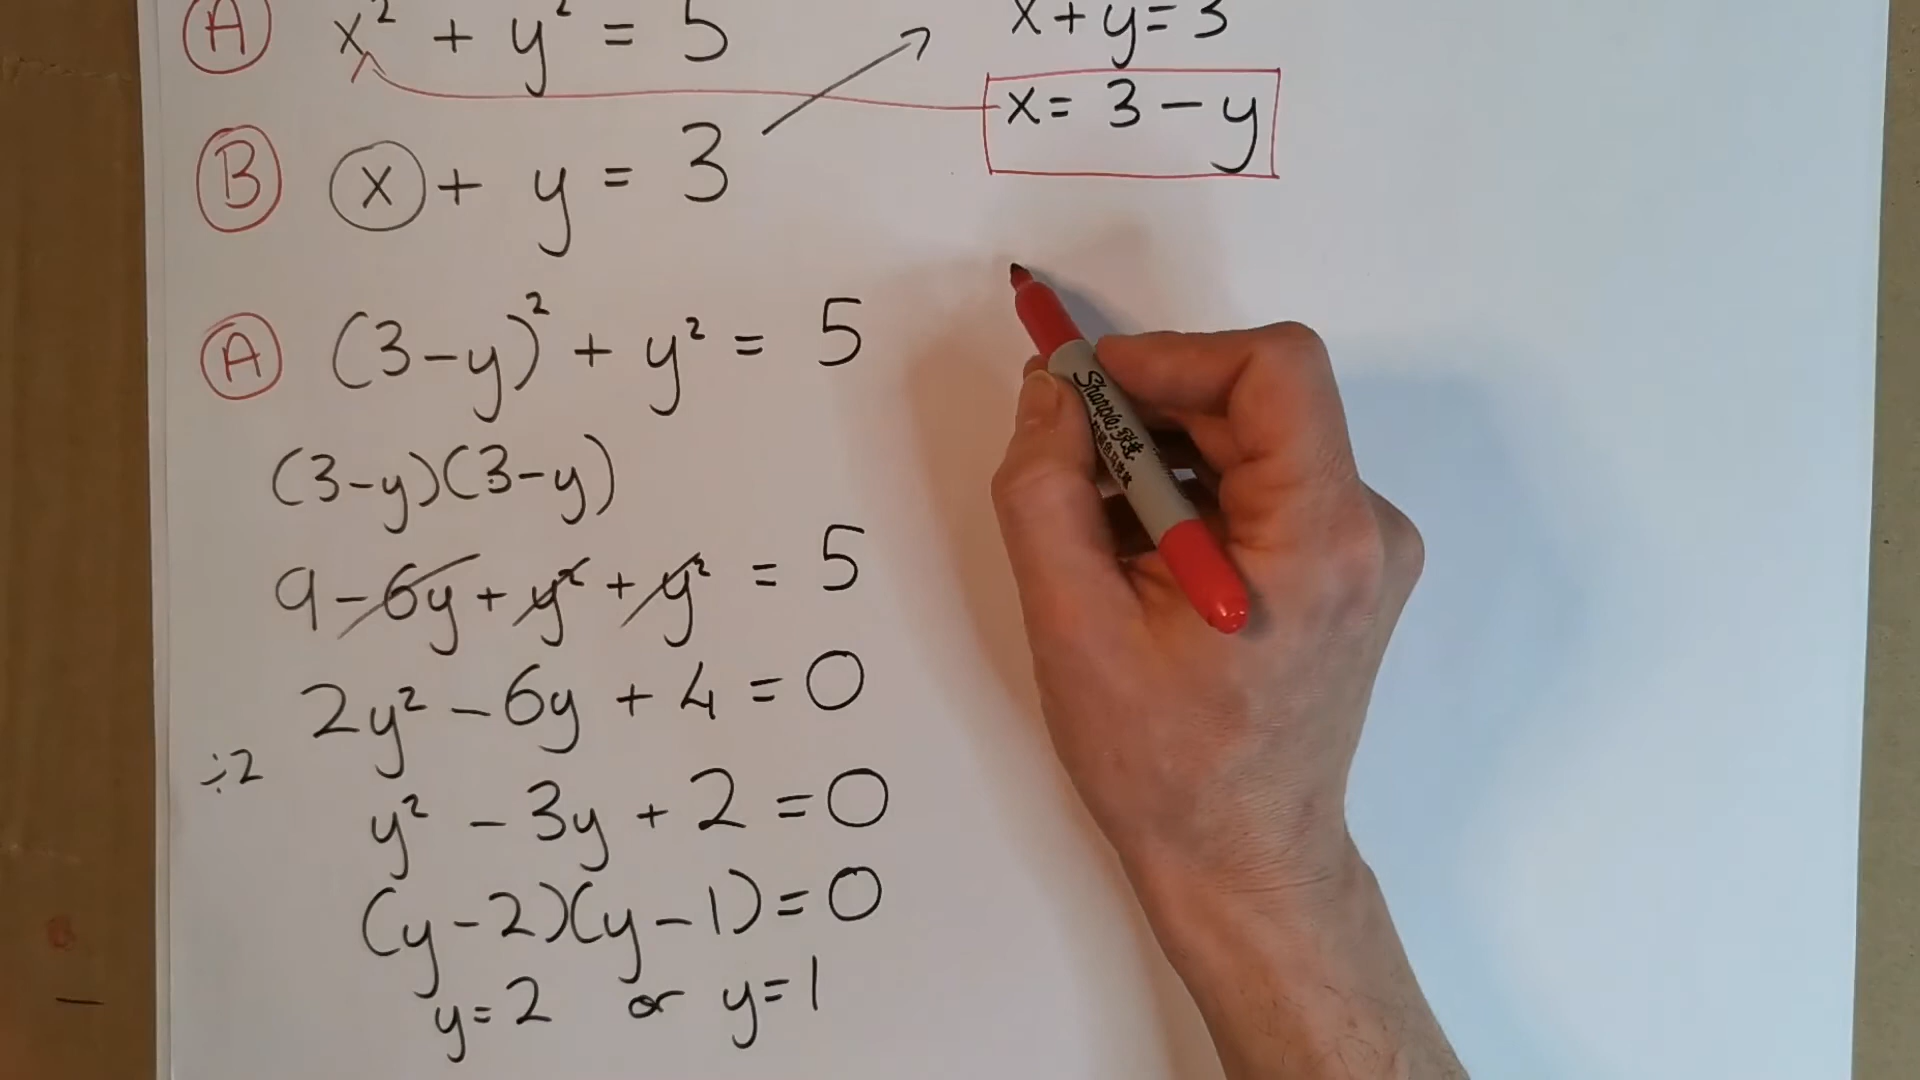 Ⓐ x² + y² = 5
x + y = 3
x = 3 - y
Ⓑ x + y = 3
Ⓐ (3-y)² + y² = 5
(3-y)(3-y)
9 - 6y + y² + y² = 5
2y² - 6y + 4 = 0
÷2
y² - 3y + 2 = 0
(y-2)(y-1) = 0
y=2 or y=1
Sharpie